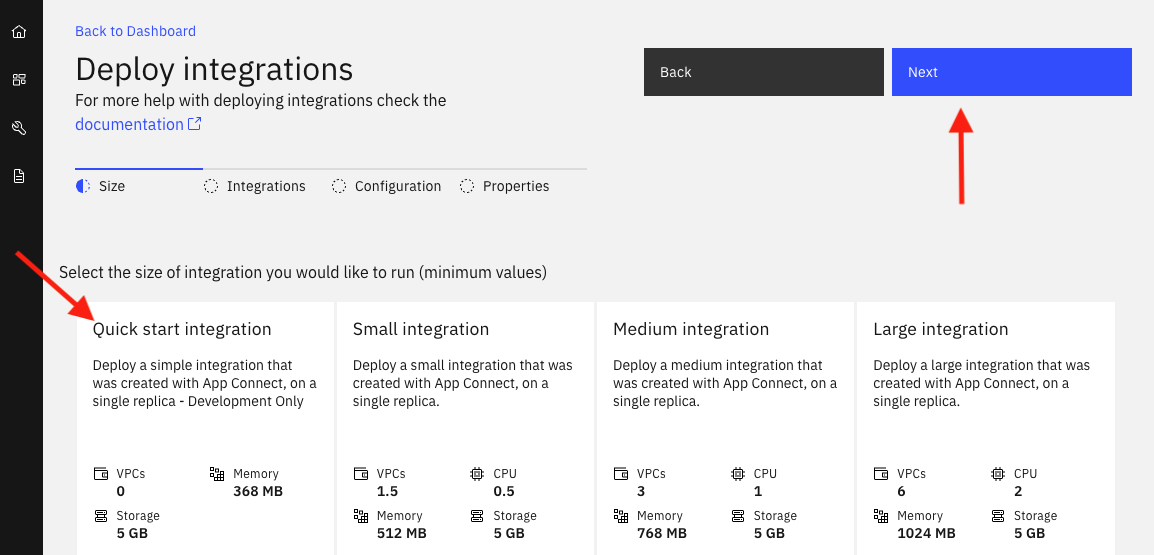 Back to Dashboard
Deploy integrations
For more help with deploying integrations check the
documentation
Back
Next
Size
Integrations
Configuration
Properties
Select the size of integration you would like to run (minimum values)
Quick start integration
Deploy a simple integration that
was created with App Connect, on a
single replica - Development Only
VPCs
0
Memory
368 MB
Storage
5 GB
Small integration
Deploy a small integration that was
created with App Connect, on a
single replica.
VPCs
1.5
CPU
0.5
Memory
512 MB
Storage
5 GB
Medium integration
Deploy a medium integration that
was created with App Connect, on a
single replica.
VPCs
3
CPU
1
Memory
768 MB
Storage
5 GB
Large integration
Deploy a large integration that was
created with App Connect, on a
single replica.
VPCs
6
CPU
2
Memory
1024 MB
Storage
5 GB